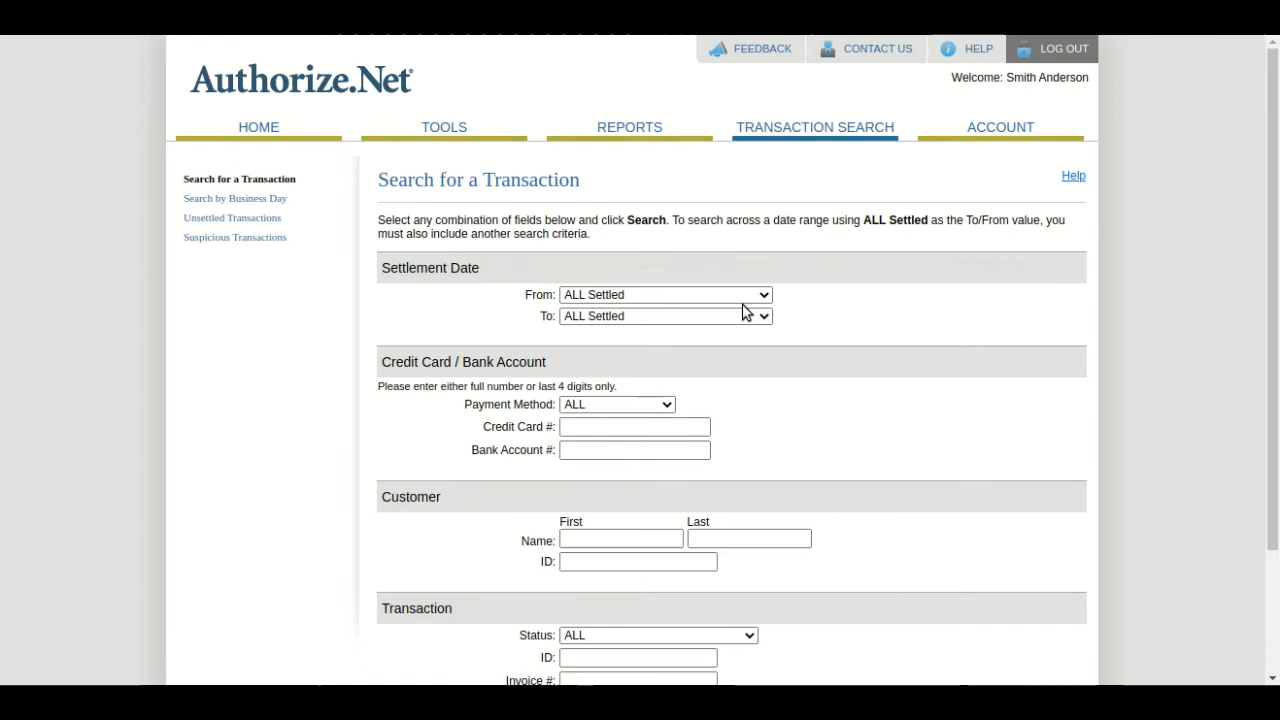 FEEDBACK CONTACT US HELP LOG OUT
Authorize.Net
Welcome: Smith Anderson
HOME TOOLS REPORTS TRANSACTION SEARCH ACCOUNT
Search for a Transaction
Search by Business Day
Unsettled Transactions
Suspicious Transactions
Search for a Transaction
Help
Select any combination of fields below and click Search. To search across a date range using ALL Settled as the To/From value, you
must also include another search criteria.
Settlement Date
From: ALL Settled
To: ALL Settled
Credit Card / Bank Account
Please enter either full number or last 4 digits only.
Payment Method: ALL
Credit Card #:
Bank Account #:
Customer
First Last
Name:
ID:
Transaction
Status: ALL
ID:
Invoice #: